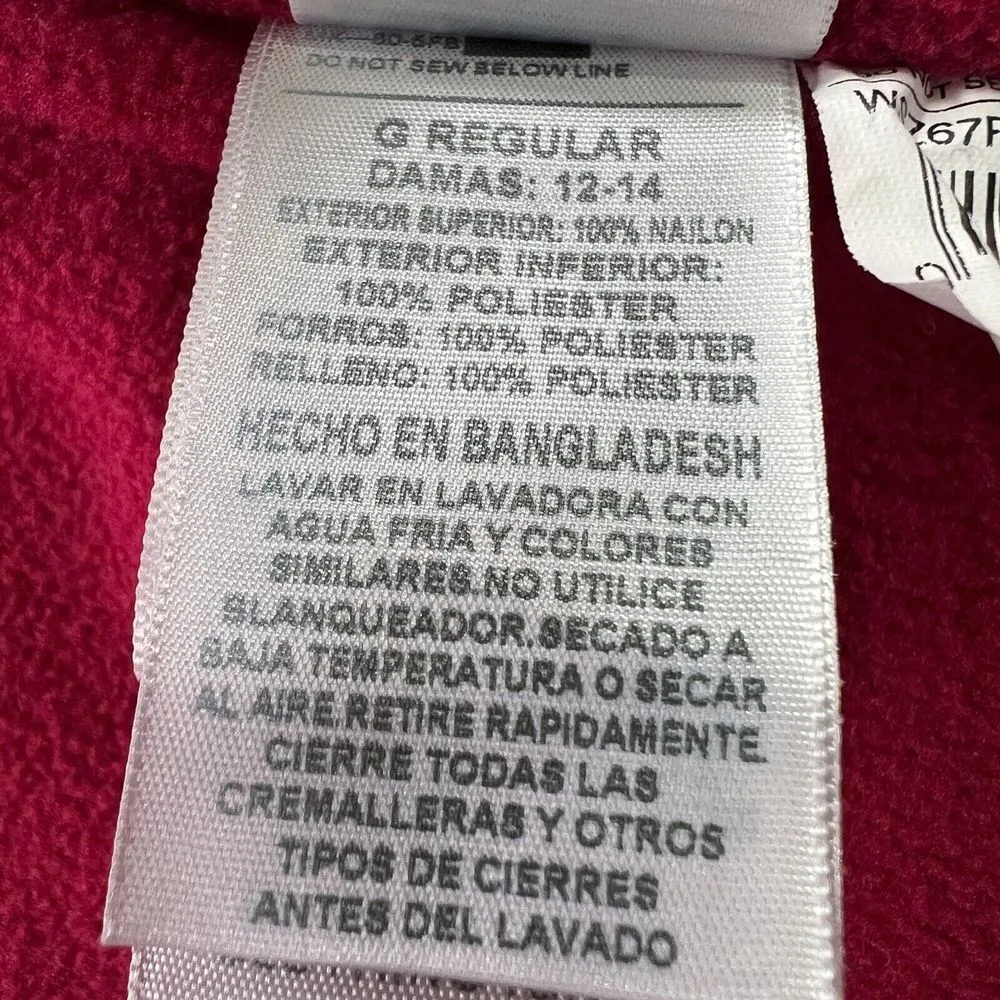 DO NOT SEW BELOW LINE
G REGULAR
DAMAS: 12-14
EXTERIOR SUPERIOR: 100% NAILON
EXTERIOR INFERIOR:
100% POLIESTER
FORROS: 100% POLIESTER
RELLENO: 100% POLIESTER
HECHO EN BANGLADESH
LAVAR EN LAVADORA CON
AGUA FRIA Y COLORES
SIMILARES.NO UTILICE
BLANQUEADOR.SECADO A
BAJA TEMPERATURA O SECAR
AL AIRE.RETIRE RAPIDAMENTE.
CIERRE TODAS LAS
CREMALLERAS Y OTROS
TIPOS DE CIERRES
ANTES DEL LAVADO